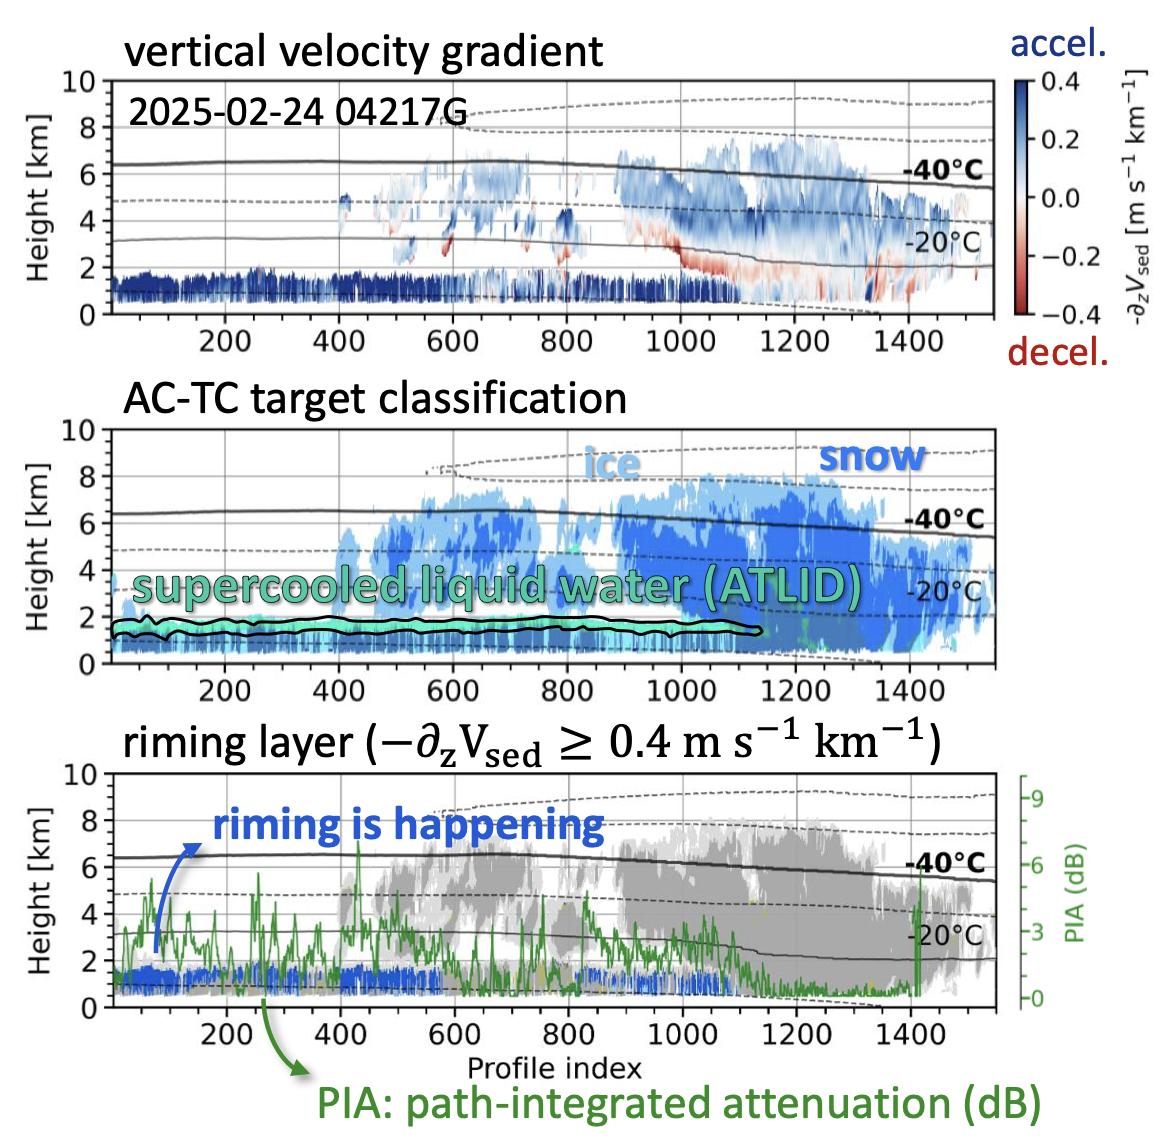 vertical velocity gradient
accel.
2025-02-24 04217G
10
8
6
4
2
0
Height [km]
-40°C
-20°C
200 400 600 800 1000 1200 1400
0.4
0.2
0.0
−0.2
−0.4
-∂zVsed [m s⁻¹ km⁻¹]
decel.
AC-TC target classification
10
8
6
4
2
0
Height [km]
ice
snow
-40°C
-20°C
supercooled liquid water (ATLID)
200 400 600 800 1000 1200 1400
riming layer (−∂zVsed ≥ 0.4 m s⁻¹ km⁻¹)
10
8
6
4
2
0
Height [km]
riming is happening
-40°C
-20°C
9
6
3
0
PIA (dB)
200 400 600 800 1000 1200 1400
Profile index
PIA: path-integrated attenuation (dB)